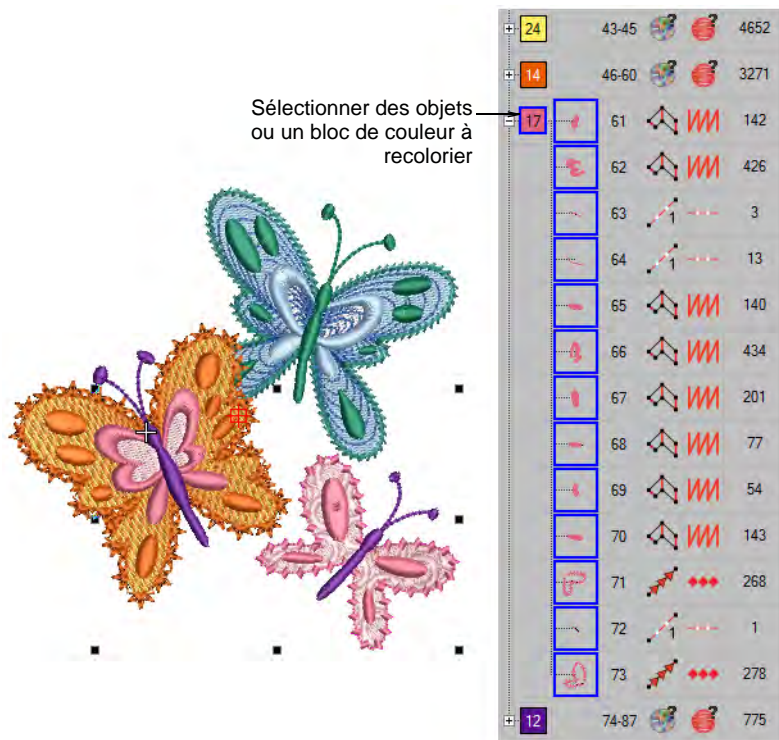 24 43-45 4652
14 46-60 3271
Sélectionner des objets
ou un bloc de couleur à
recolorier
17 61 142
62 426
63 1 3
64 1 13
65 140
66 434
67 201
68 77
69 54
70 143
71 268
72 1 1
73 278
12 74-87 775